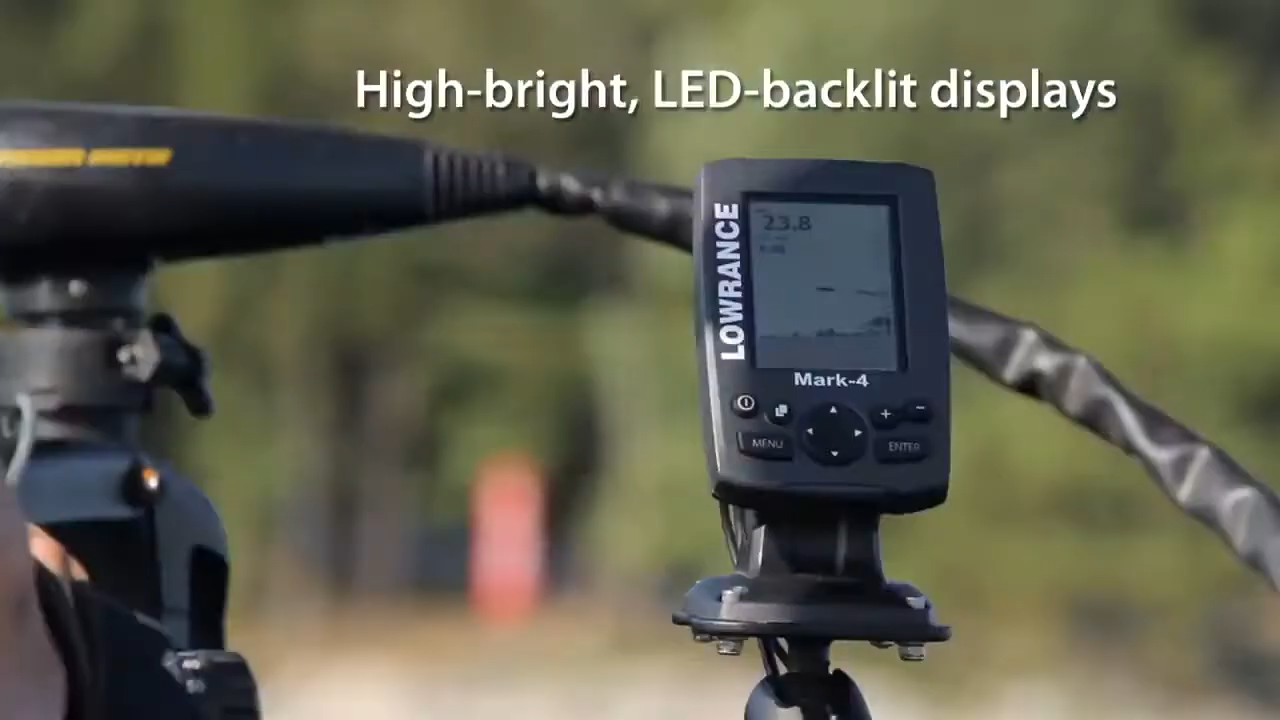 High-bright, LED-backlit displays
LOWRANCE
23.8
Mark-4
MENU
ENTER